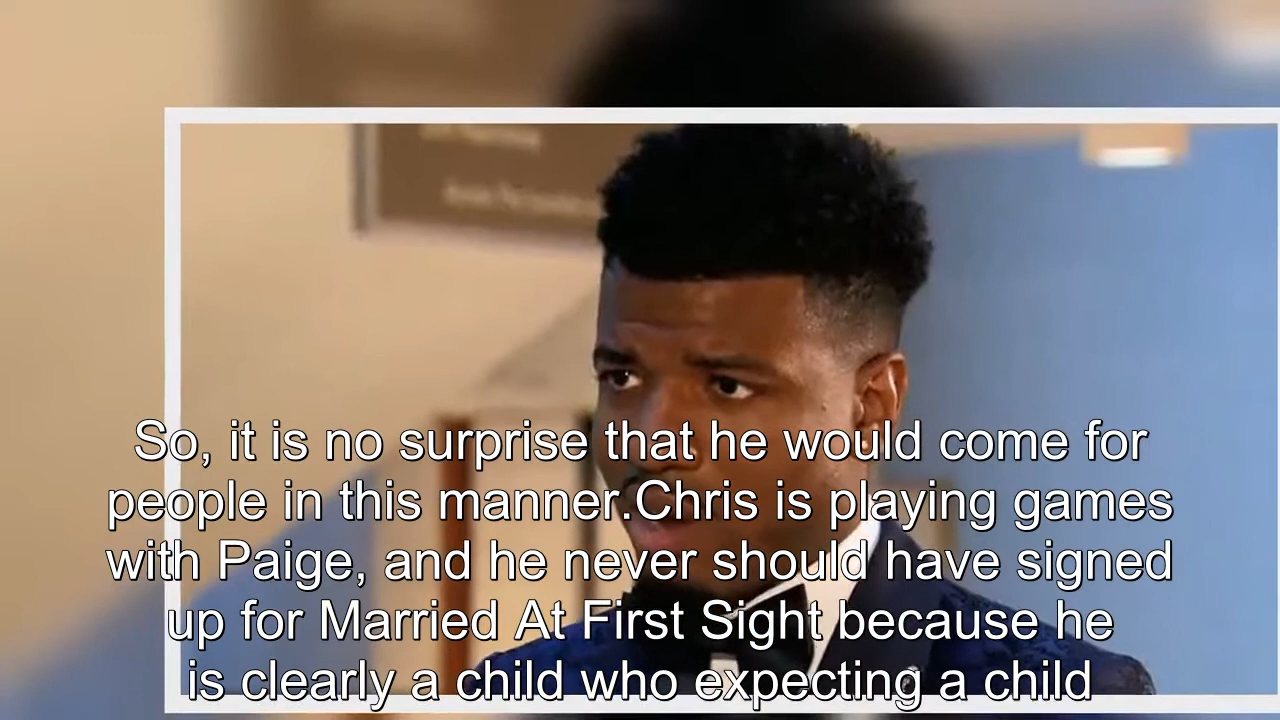 So, it is no surprise that he would come for
people in this manner.Chris is playing games
with Paige, and he never should have signed
up for Married At First Sight because he
is clearly a child who expecting a child